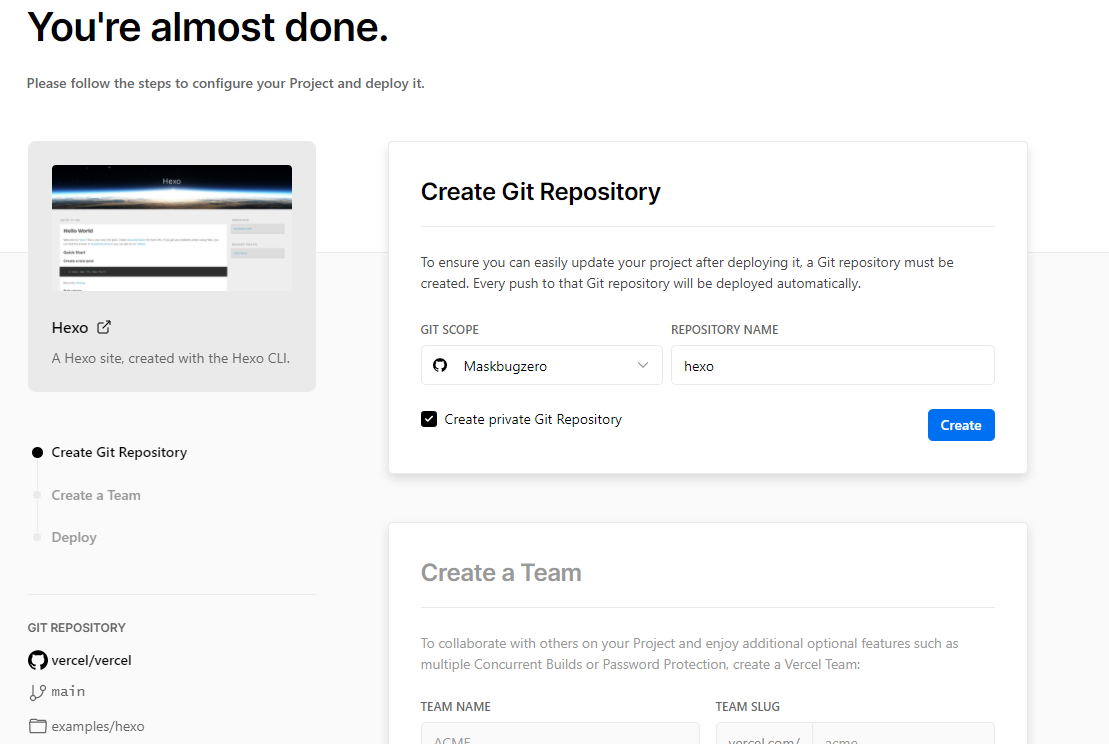 You're almost done.
Please follow the steps to configure your Project and deploy it.
Hexo
Hello World
Quick Start
Hexo
A Hexo site, created with the Hexo CLI.
Create Git Repository
Create a Team
Deploy
GIT REPOSITORY
vercel/vercel
main
examples/hexo
Create Git Repository
To ensure you can easily update your project after deploying it, a Git repository must be
created. Every push to that Git repository will be deployed automatically.
GIT SCOPE
REPOSITORY NAME
Maskbugzero
hexo
Create private Git Repository
Create
Create a Team
To collaborate with others on your Project and enjoy additional optional features such as
multiple Concurrent Builds or Password Protection, create a Vercel Team:
TEAM NAME
TEAM SLUG
ACME
vercel.com/
acme